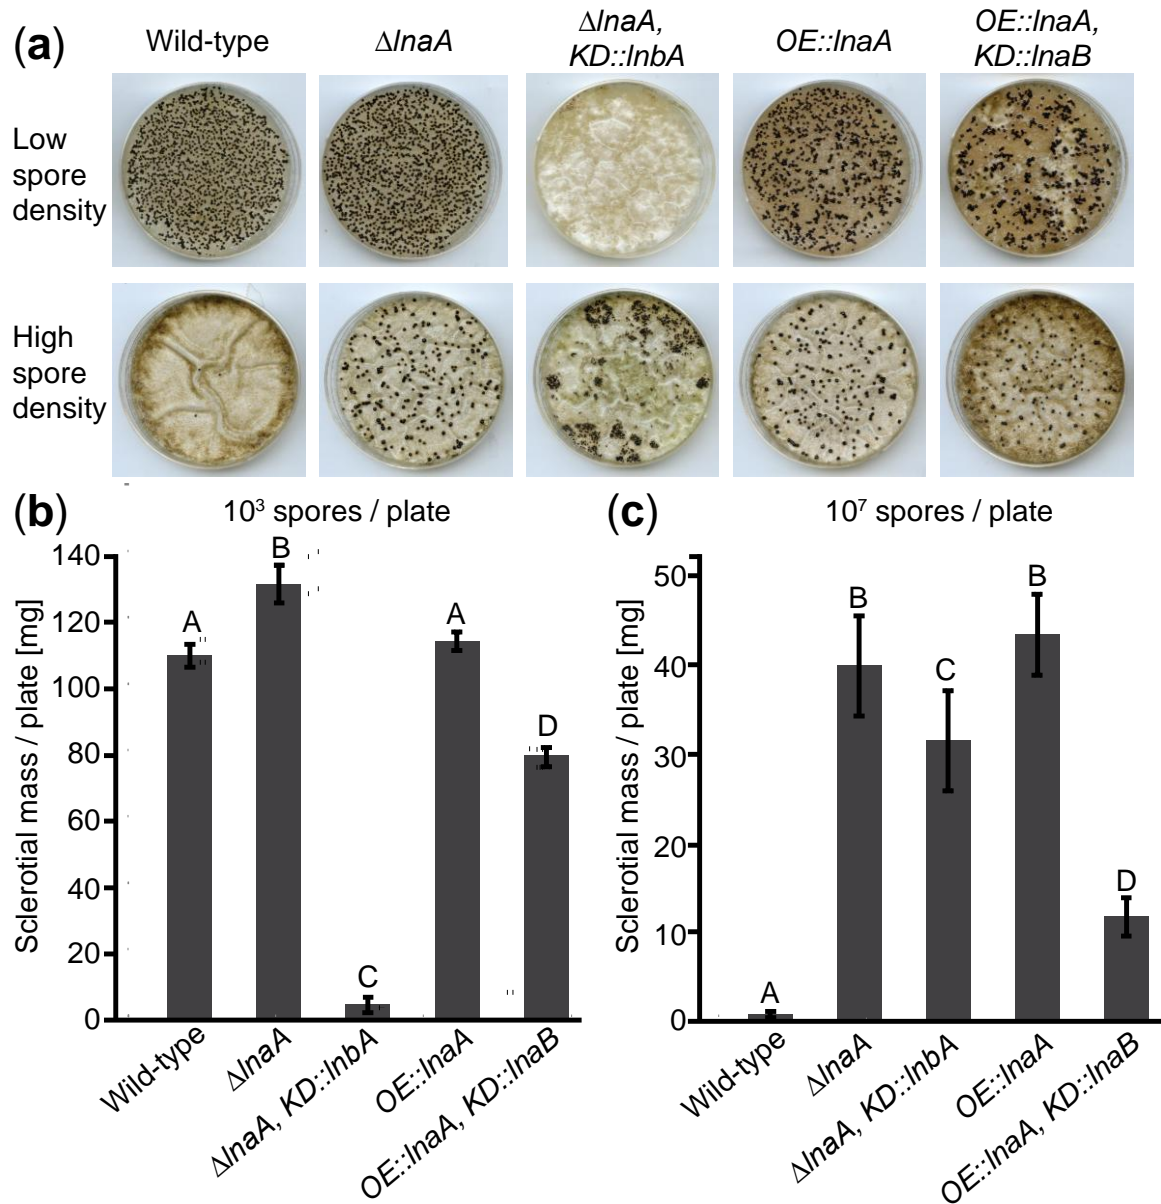 (a)
Wild-type
ΔlnaA
ΔlnaA,
KD::lnbA
OE::lnaA
OE::lnaA,
KD::lnaB
Low
spore
density
High
spore
density
(b)
10³ spores / plate
Sclerotial mass / plate [mg]
140
120
100
80
60
40
20
0
A
B
C
A
D
Wild-type
ΔlnaA
ΔlnaA, KD::lnbA
OE::lnaA
OE::lnaA, KD::lnaB
(c)
10⁷ spores / plate
Sclerotial mass / plate [mg]
50
40
30
20
10
0
A
B
C
B
D
Wild-type
ΔlnaA
ΔlnaA, KD::lnbA
OE::lnaA
OE::lnaA, KD::lnaB